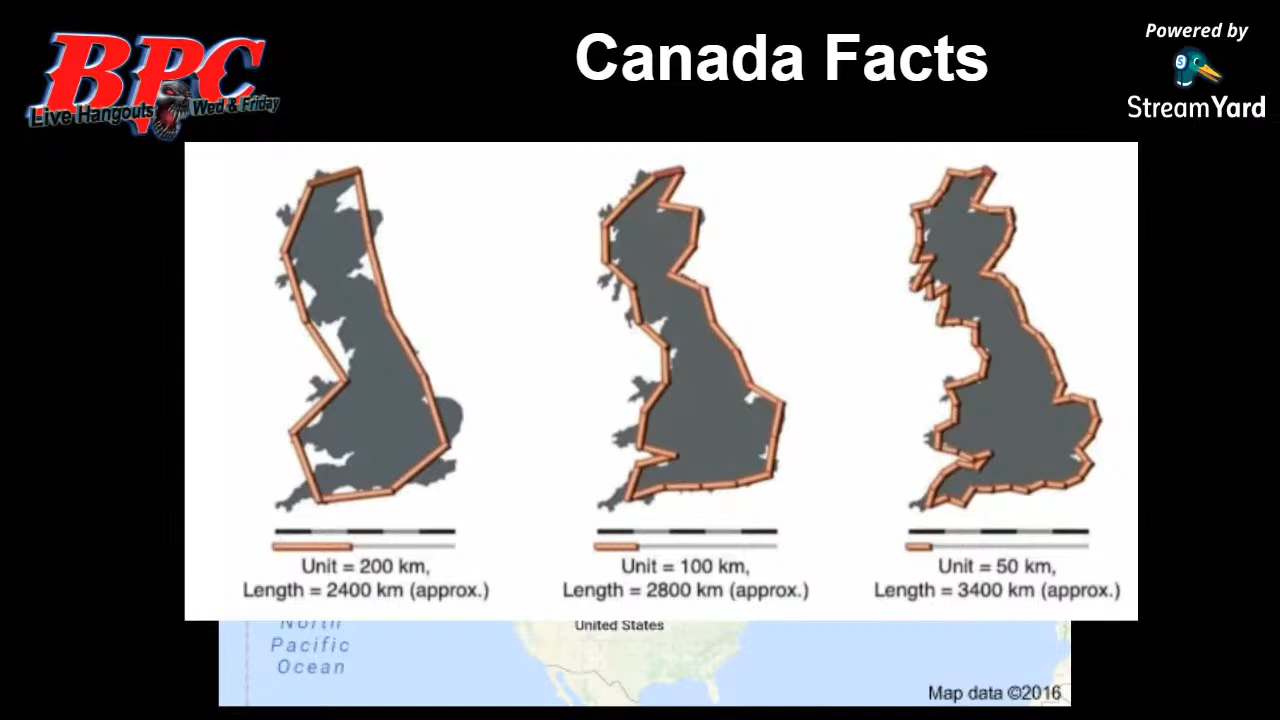 BPC
Live Hangouts Wed & Friday
Canada Facts
Powered by
StreamYard
Unit = 200 km,
Length = 2400 km (approx.)
Unit = 100 km,
Length = 2800 km (approx.)
Unit = 50 km,
Length = 3400 km (approx.)
North
Pacific
Ocean
United States
Map data ©2016